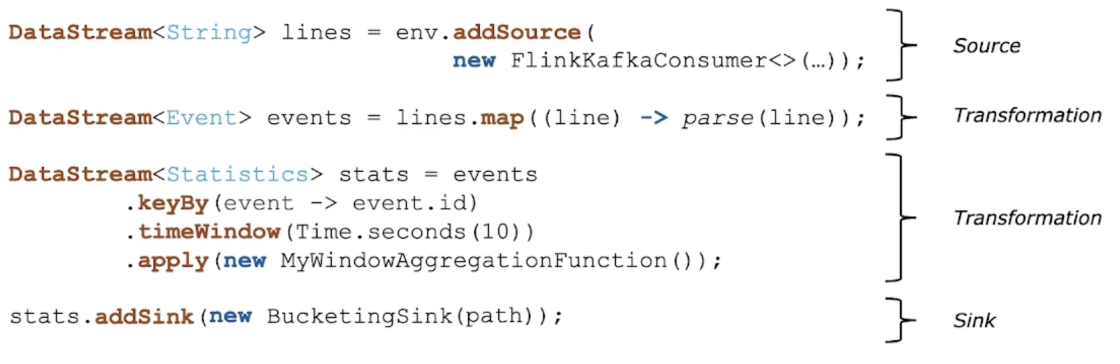 DataStream<String> lines = env.addSource(
new FlinkKafkaConsumer<>(…));
Source
DataStream<Event> events = lines.map((line) -> parse(line));
Transformation
DataStream<Statistics> stats = events
.keyBy(event -> event.id)
.timeWindow(Time.seconds(10))
.apply(new MyWindowAggregationFunction());
Transformation
stats.addSink(new BucketingSink(path));
Sink